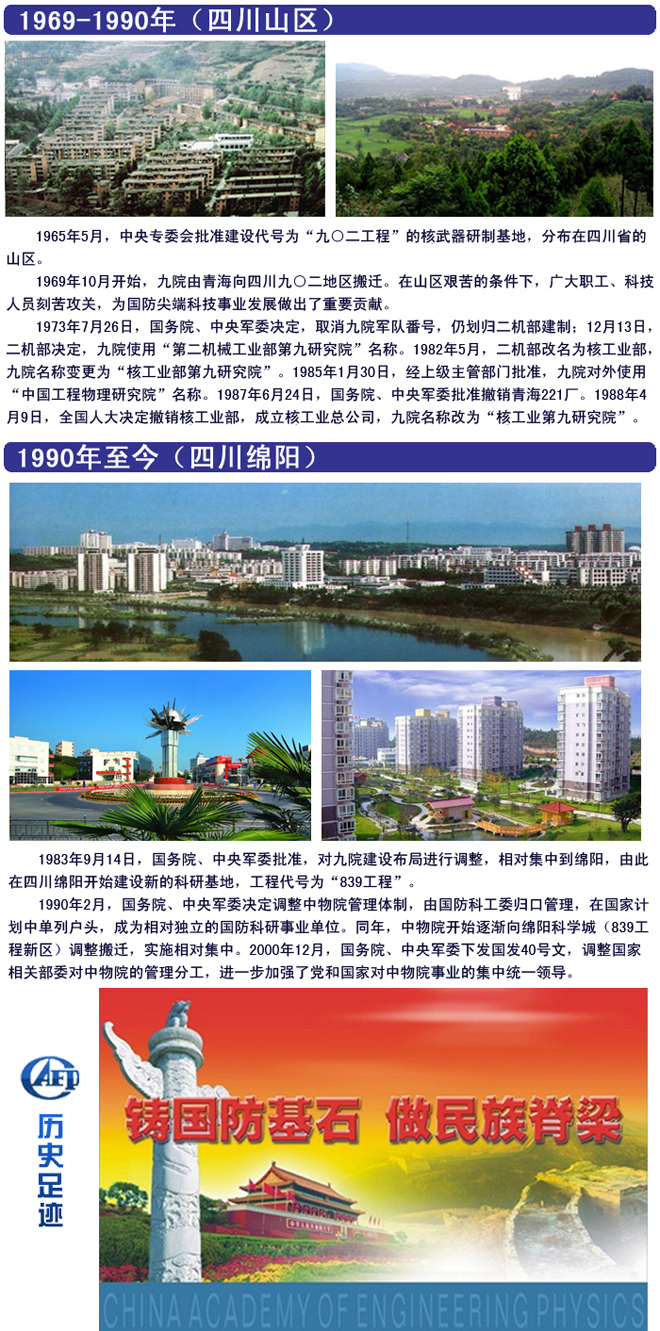 1969-1990年（四川山区）
1965年5月，中央专委会批准建设代号为“九〇二工程”的核武器研制基地，分布在四川省的
山区。
1969年10月开始，九院由青海向四川九〇二地区搬迁。在山区艰苦的条件下，广大职工、科技
人员刻苦攻关，为国防尖端科技事业发展做出了重要贡献。
1973年7月26日，国务院、中央军委决定，取消九院军队番号，仍划归二机部建制；12月13日，
二机部决定，九院使用“第二机械工业部第九研究院”名称。1982年5月，二机部改名为核工业部，
九院名称变更为“核工业部第九研究院”。1985年1月30日，经上级主管部门批准，九院对外使用
“中国工程物理研究院”名称。1987年6月24日，国务院、中央军委批准撤销青海221厂。1988年4
月9日，全国人大决定撤销核工业部，成立核工业总公司，九院名称改为“核工业第九研究院”。
1990年至今（四川绵阳）
1983年9月14日，国务院、中央军委批准，对九院建设布局进行调整，相对集中到绵阳，由此
在四川绵阳开始建设新的科研基地，工程代号为“839工程”。
1990年2月，国务院、中央军委决定调整中物院管理体制，由国防科工委归口管理，在国家计
划中单列户头，成为相对独立的国防科研事业单位。同年，中物院开始逐渐向绵阳科学城（839工
程新区）调整搬迁，实施相对集中。2000年12月，国务院、中央军委下发国发40号文，调整国家
相关部委对中物院的管理分工，进一步加强了党和国家对中物院事业的集中统一领导。
CAEP
历史足迹
铸国防基石 做民族脊梁
CHINA ACADEMY OF ENGINEERING PHYSICS